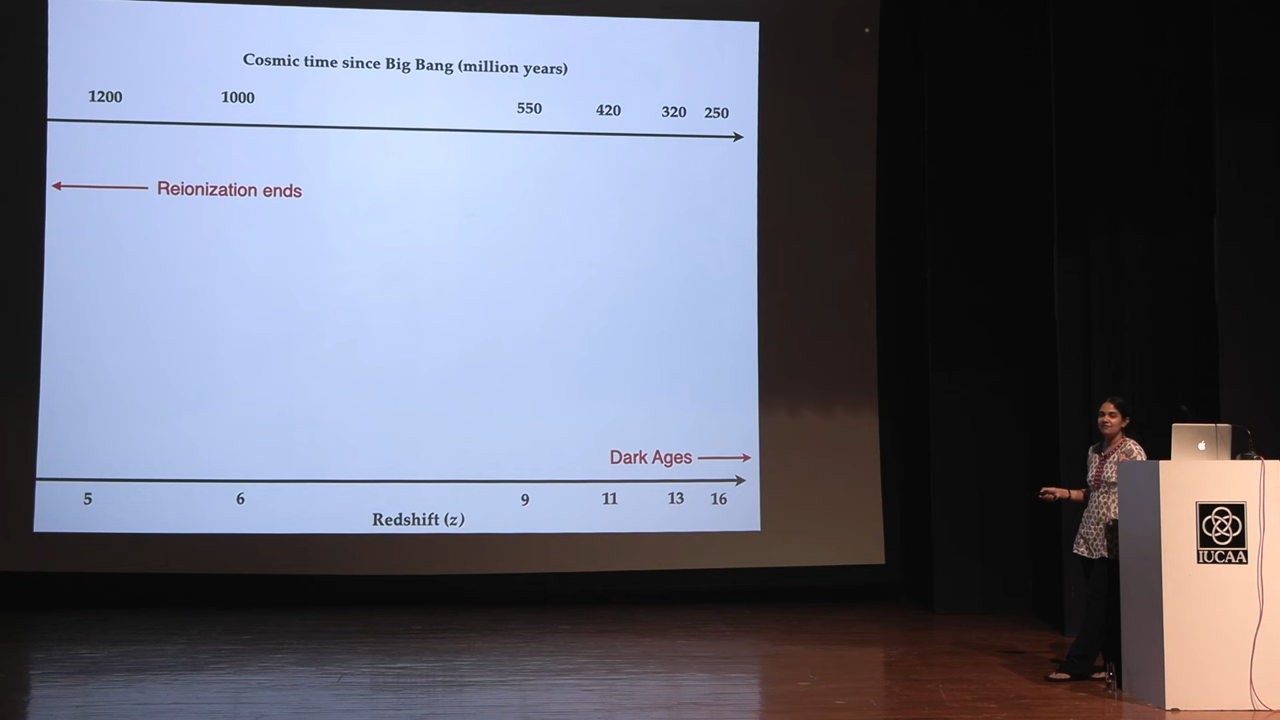 Cosmic time since Big Bang (million years)
1200 1000 550 420 320 250
Reionization ends
Dark Ages
5 6 9 11 13 16
Redshift (z)
IUCAA